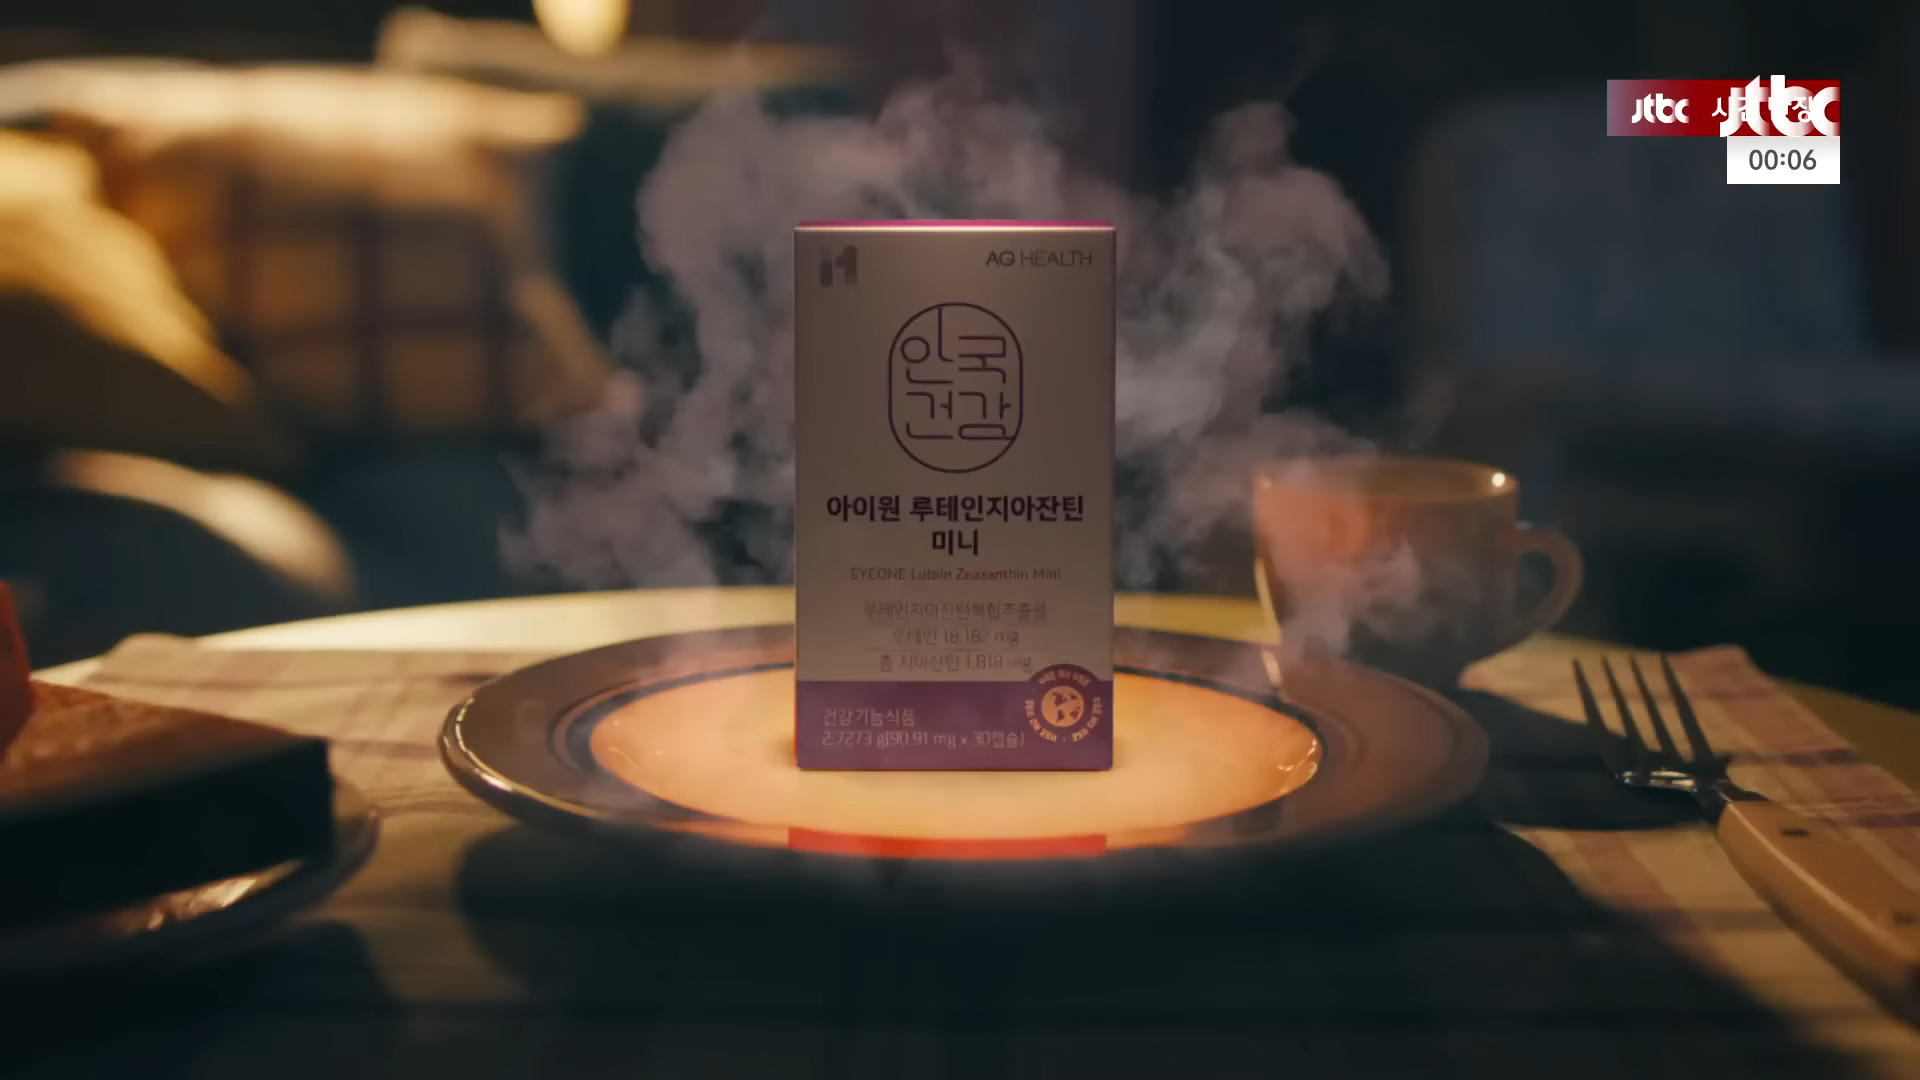 jtbc
jtbc
00:06
i1
AG HEALTH
안국
건강
아이원 루테인지아잔틴
미니
EYEONE Lutein Zeaxanthin Mini
루테인지아잔틴복합추출물
루테인 18.182 mg
총 지아잔틴 1.818 mg
건강기능식품
2.7273 g(90.91 mg x 30캡슐)